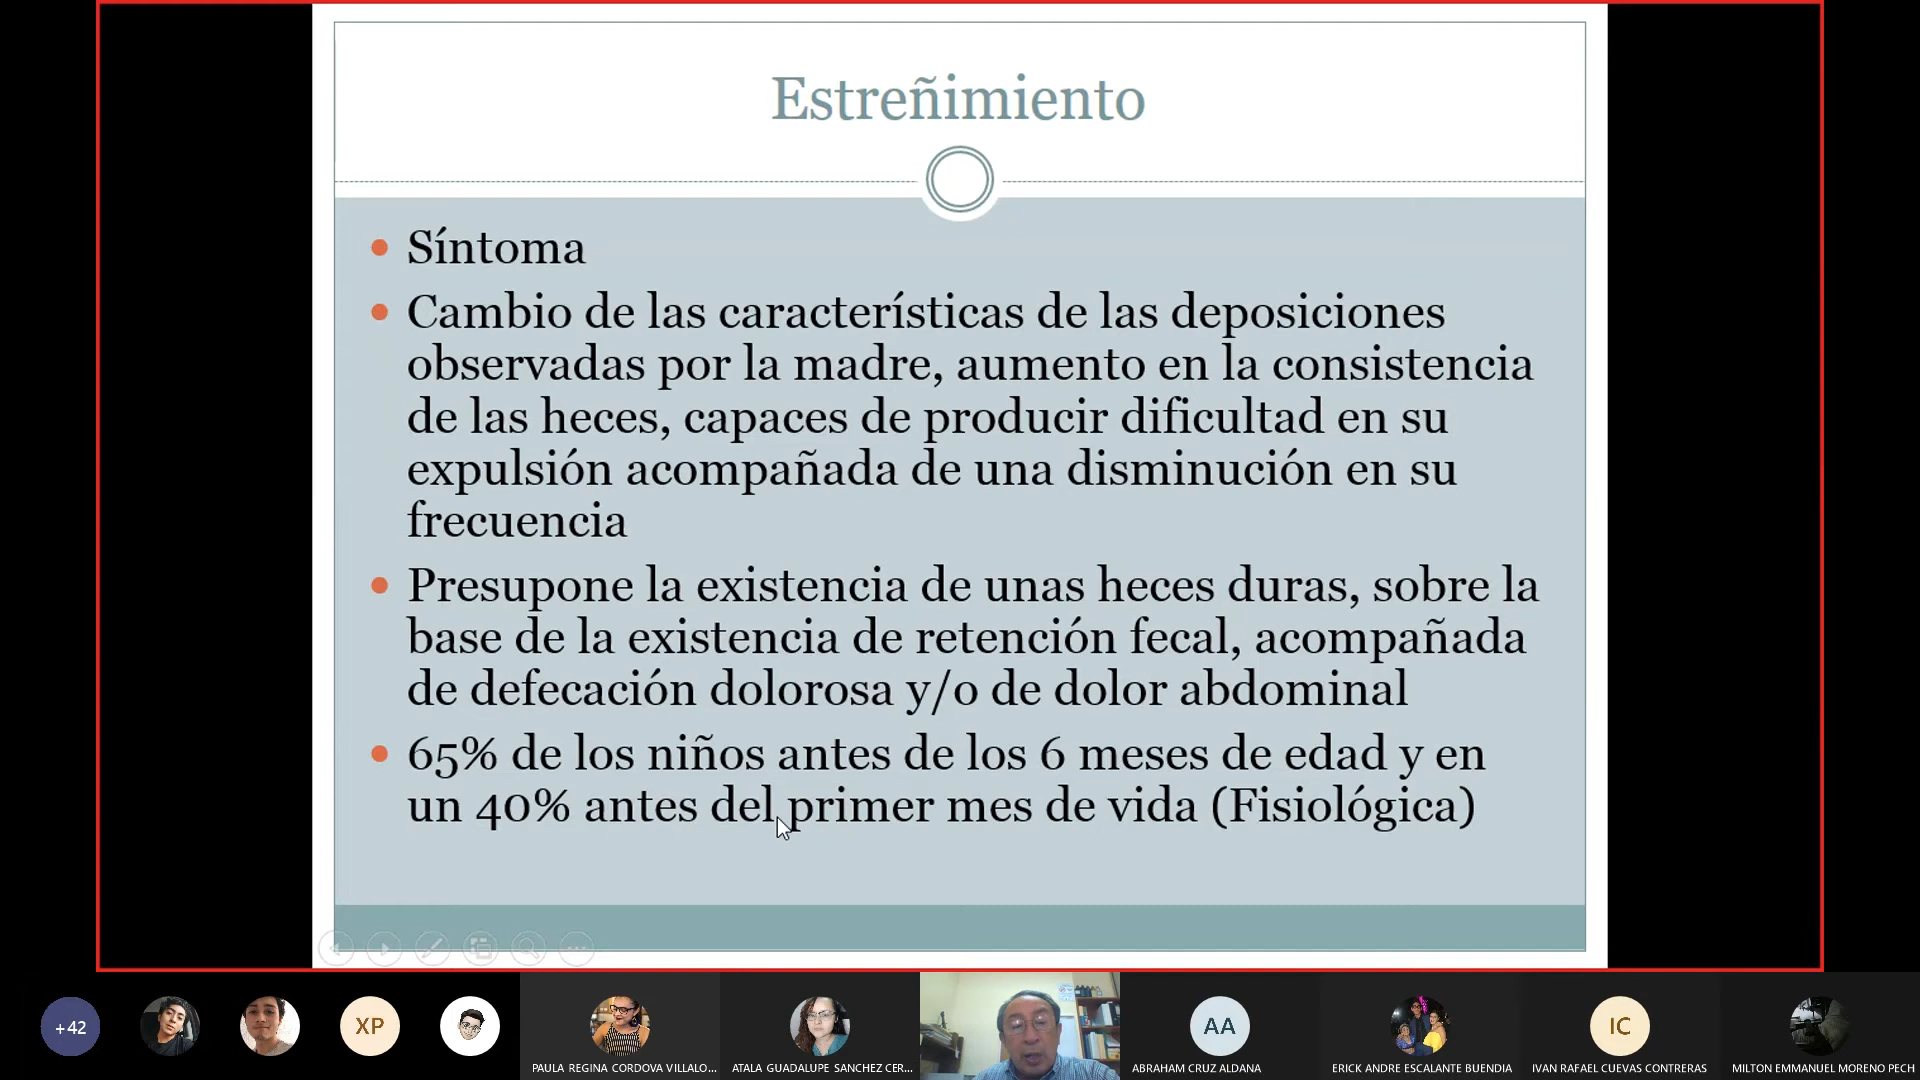 Estreñimiento
Síntoma
Cambio de las características de las deposiciones
observadas por la madre, aumento en la consistencia
de las heces, capaces de producir dificultad en su
expulsión acompañada de una disminución en su
frecuencia
Presupone la existencia de unas heces duras, sobre la
base de la existencia de retención fecal, acompañada
de defecación dolorosa y/o de dolor abdominal
65% de los niños antes de los 6 meses de edad y en
un 40% antes del primer mes de vida (Fisiológica)
+42
XP
AA
IC
PAULA REGINA CORDOVA VILLALO...
ATALA GUADALUPE SANCHEZ CER...
ABRAHAM CRUZ ALDANA
ERICK ANDRE ESCALANTE BUENDIA
IVAN RAFAEL CUEVAS CONTRERAS
MILTON EMMANUEL MORENO PECH